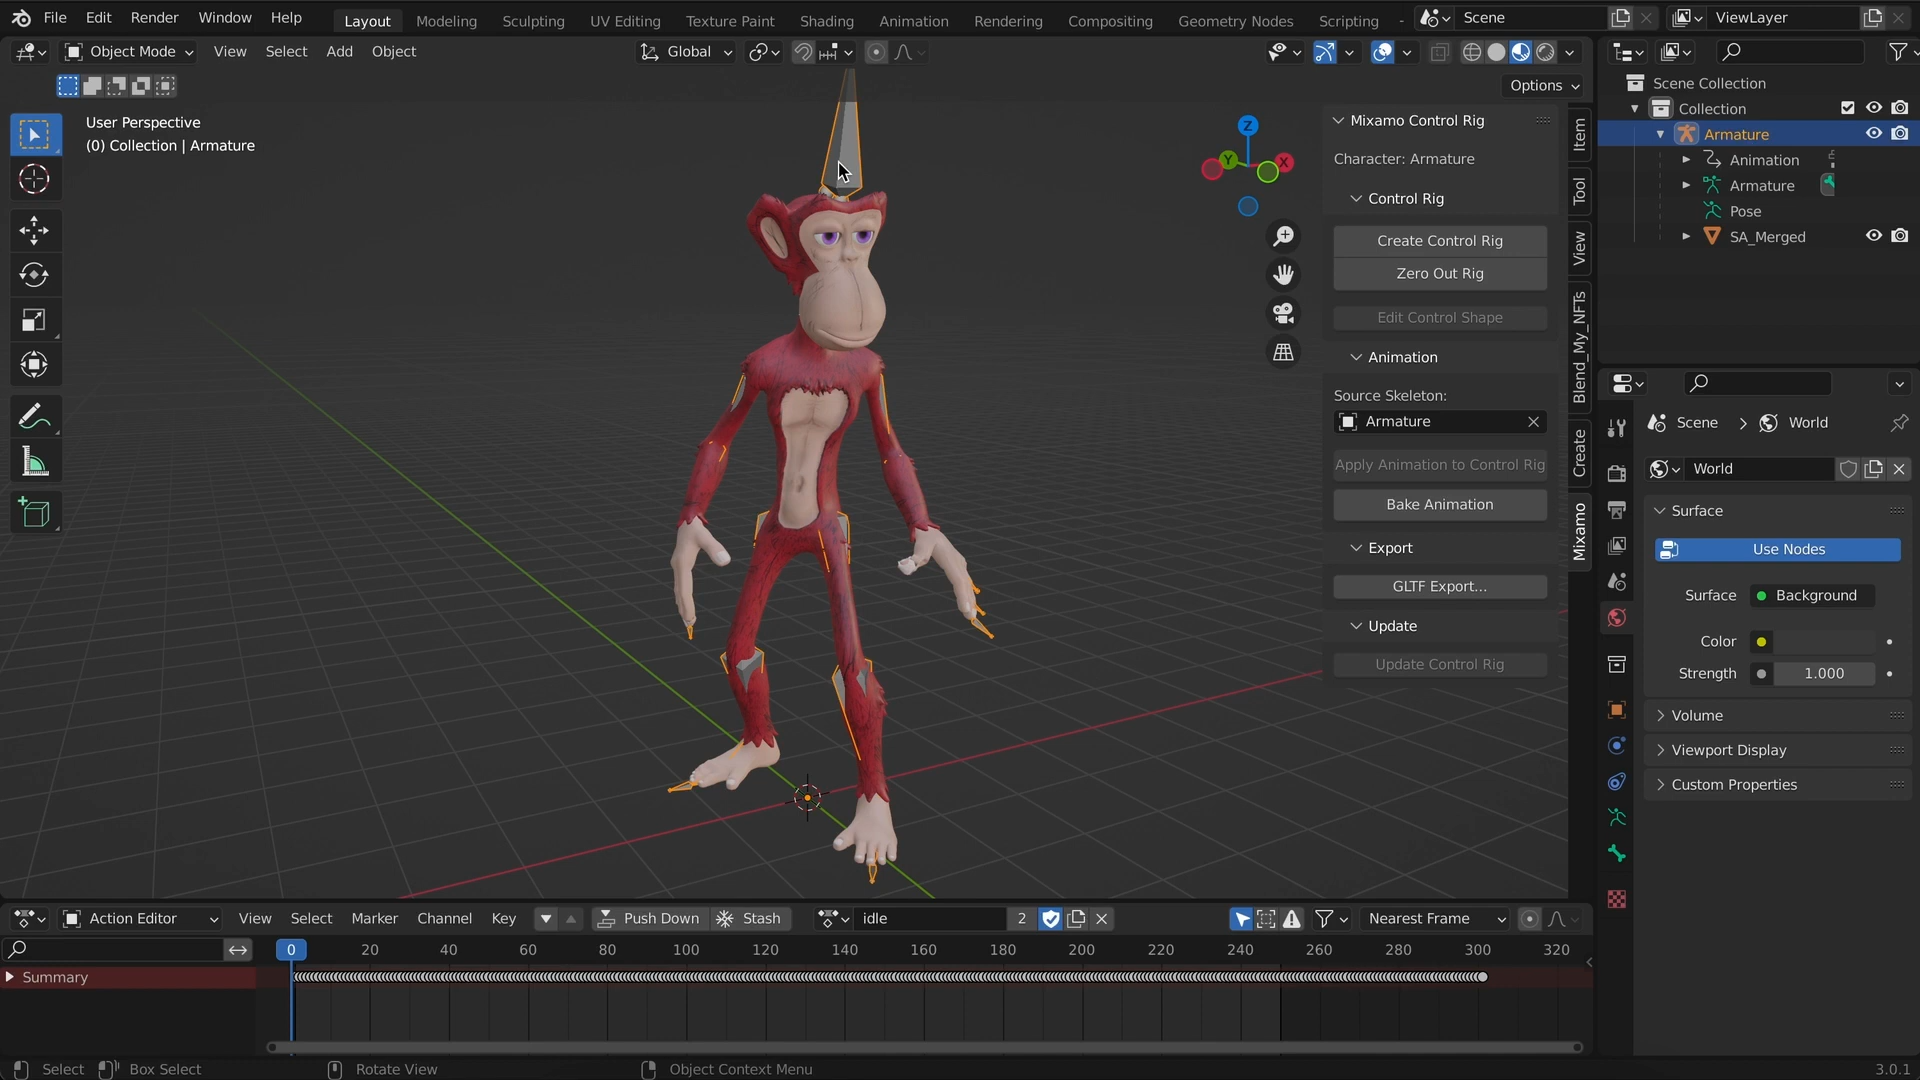 File Edit Render Window Help Layout Modeling Sculpting UV Editing Texture Paint Shading Animation Rendering Compositing Geometry Nodes Scripting Scene ViewLayer
Object Mode View Select Add Object Global
Options
User Perspective
(0) Collection | Armature
Z
Y
X
Mixamo Control Rig
Character: Armature
Control Rig
Create Control Rig
Zero Out Rig
Edit Control Shape
Animation
Source Skeleton:
Armature
Apply Animation to Control Rig
Bake Animation
Export
GLTF Export...
Update
Update Control Rig
Item
Tool
View
Blend_My_NFTs
Create
Mixamo
Scene Collection
Collection
Armature
Animation
Armature
Pose
SA_Merged
Scene > World
World
Surface
Use Nodes
Surface Background
Color
Strength 1.000
Volume
Viewport Display
Custom Properties
Action Editor View Select Marker Channel Key Push Down Stash idle 2 Nearest Frame
0 20 40 60 80 100 120 140 160 180 200 220 240 260 280 300 320
Summary
Select Box Select Rotate View Object Context Menu 3.0.1